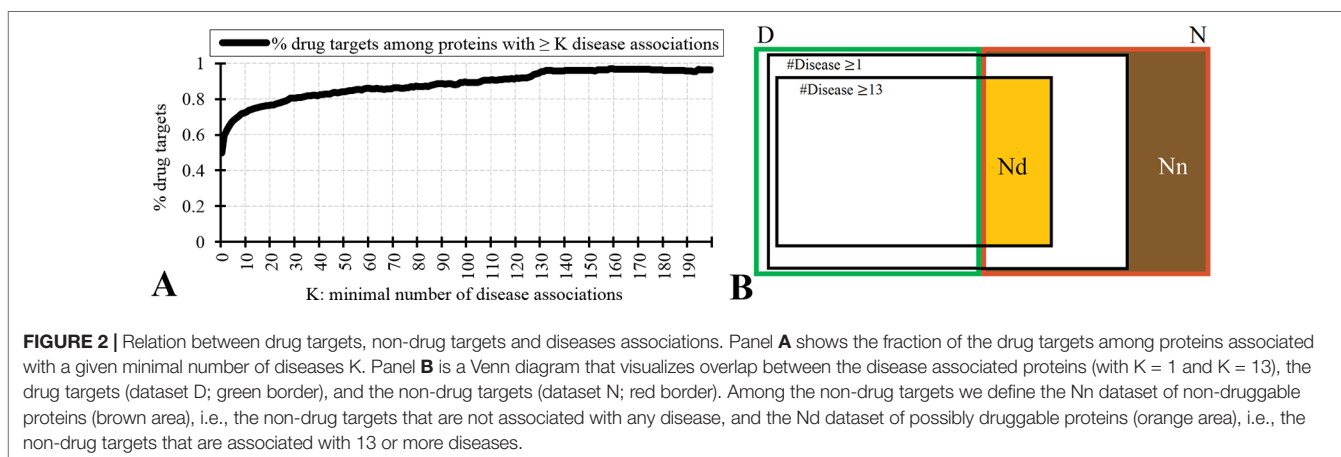 % drug targets among proteins with ≥ K disease associations
% drug targets
1
0.8
0.6
0.4
0.2
0
0 10 20 30 40 50 60 70 80 90 100 110 120 130 140 150 160 170 180 190
K: minimal number of disease associations
A
D
N
#Disease ≥1
#Disease ≥13
Nd
Nn
B
FIGURE 2 | Relation between drug targets, non-drug targets and diseases associations. Panel A shows the fraction of the drug targets among proteins associated
with a given minimal number of diseases K. Panel B is a Venn diagram that visualizes overlap between the disease associated proteins (with K = 1 and K = 13), the
drug targets (dataset D; green border), and the non-drug targets (dataset N; red border). Among the non-drug targets we define the Nn dataset of non-druggable
proteins (brown area), i.e., the non-drug targets that are not associated with any disease, and the Nd dataset of possibly druggable proteins (orange area), i.e., the
non-drug targets that are associated with 13 or more diseases.